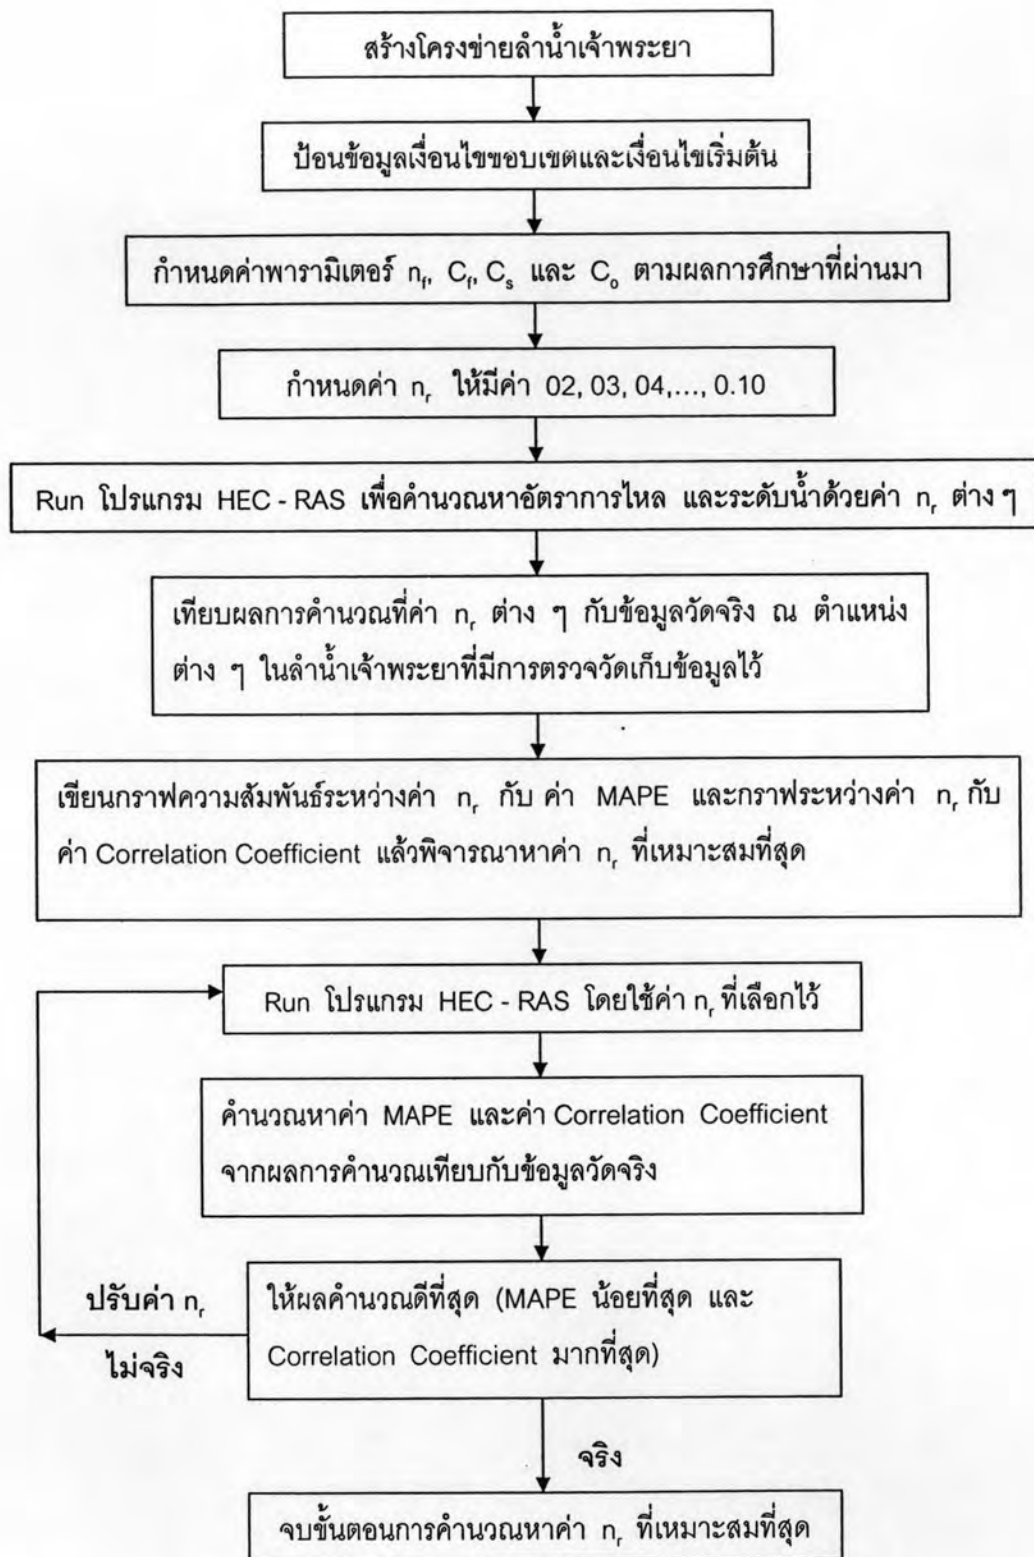 สร้างโครงข่ายลำน้ำเจ้าพระยา
ป้อนข้อมูลเงื่อนไขขอบเขตและเงื่อนไขเริ่มต้น
กำหนดค่าพารามิเตอร์ n_f, C_f, C_s และ C_o ตามผลการศึกษาที่ผ่านมา
กำหนดค่า n_r ให้มีค่า 02, 03, 04,..., 0.10
Run โปรแกรม HEC - RAS เพื่อคำนวณหาอัตราการไหล และระดับน้ำด้วยค่า n_r ต่าง ๆ
เทียบผลการคำนวณที่ค่า n_r ต่าง ๆ กับข้อมูลวัดจริง ณ ตำแหน่ง
ต่าง ๆ ในลำน้ำเจ้าพระยาที่มีการตรวจวัดเก็บข้อมูลไว้
เขียนกราฟความสัมพันธ์ระหว่างค่า n_r กับ ค่า MAPE และกราฟระหว่างค่า n_r กับ
ค่า Correlation Coefficient แล้วพิจารณาหาค่า n_r ที่เหมาะสมที่สุด
Run โปรแกรม HEC - RAS โดยใช้ค่า n_r ที่เลือกไว้
คำนวณหาค่า MAPE และค่า Correlation Coefficient
จากผลการคำนวณเทียบกับข้อมูลวัดจริง
ให้ผลคำนวณดีที่สุด (MAPE น้อยที่สุด และ
Correlation Coefficient มากที่สุด)
ปรับค่า n_r
ไม่จริง
จริง
จบขั้นตอนการคำนวณหาค่า n_r ที่เหมาะสมที่สุด